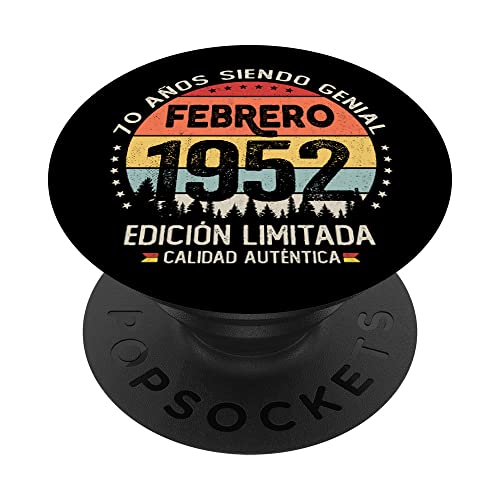 70 AÑOS SIENDO GENIAL
FEBRERO
1952
EDICIÓN LIMITADA
CALIDAD AUTÉNTICA
POPSOCKETS